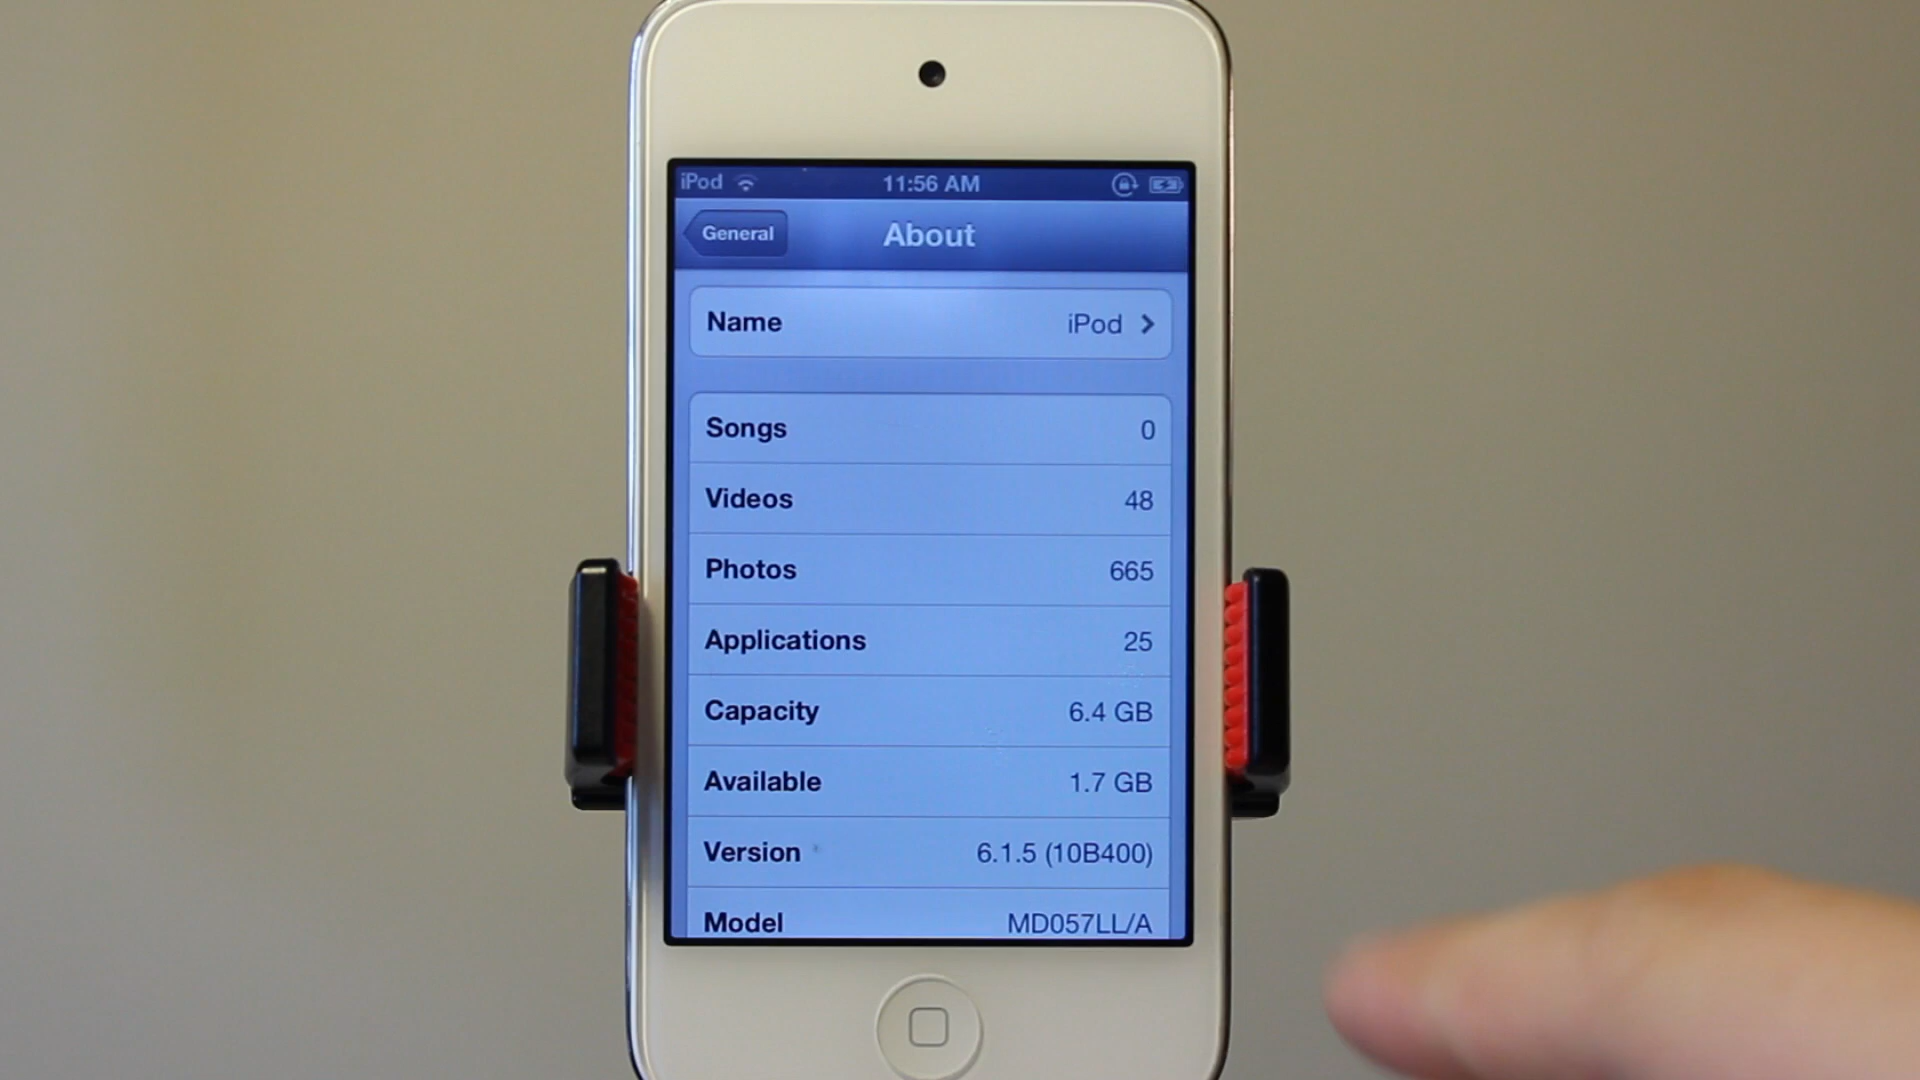 iPod 11:56 AM
General About
Name iPod
Songs 0
Videos 48
Photos 665
Applications 25
Capacity 6.4 GB
Available 1.7 GB
Version 6.1.5 (10B400)
Model MD057LL/A